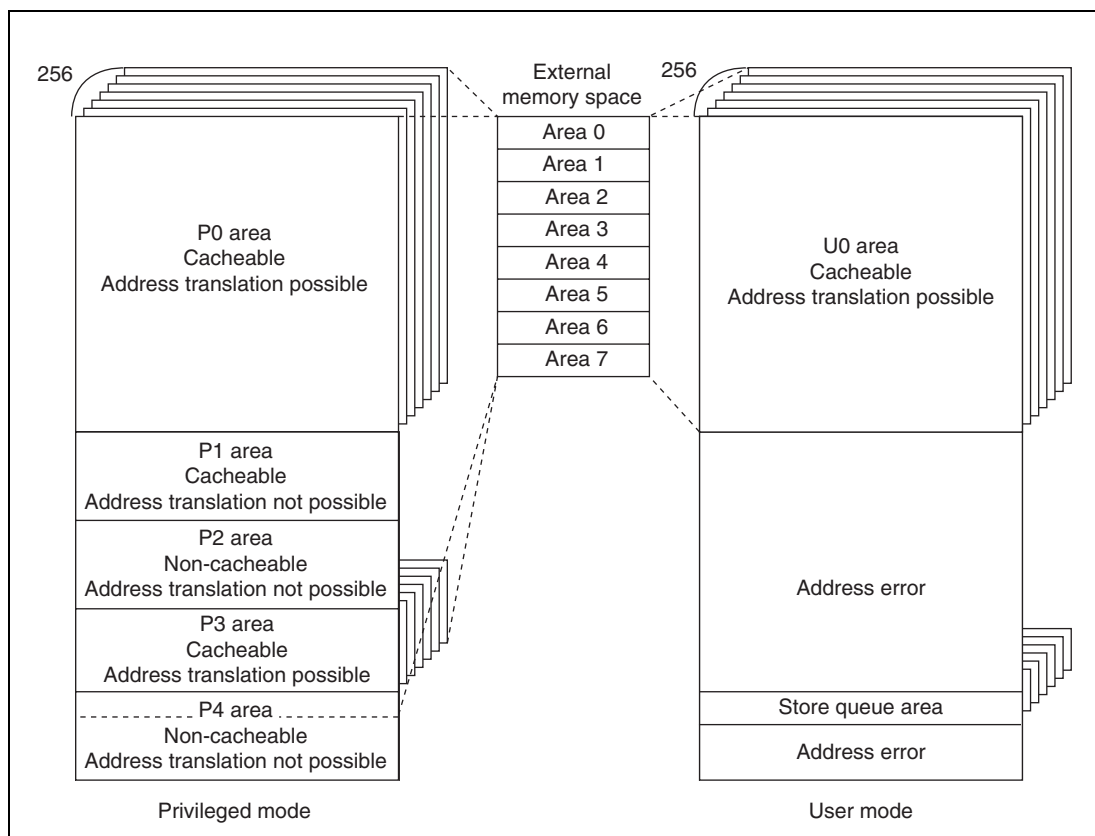 256
P0 area
Cacheable
Address translation possible
P1 area
Cacheable
Address translation not possible
P2 area
Non-cacheable
Address translation not possible
P3 area
Cacheable
Address translation possible
P4 area
Non-cacheable
Address translation not possible
Privileged mode
External
memory space
Area 0
Area 1
Area 2
Area 3
Area 4
Area 5
Area 6
Area 7
256
U0 area
Cacheable
Address translation possible
Address error
Store queue area
Address error
User mode